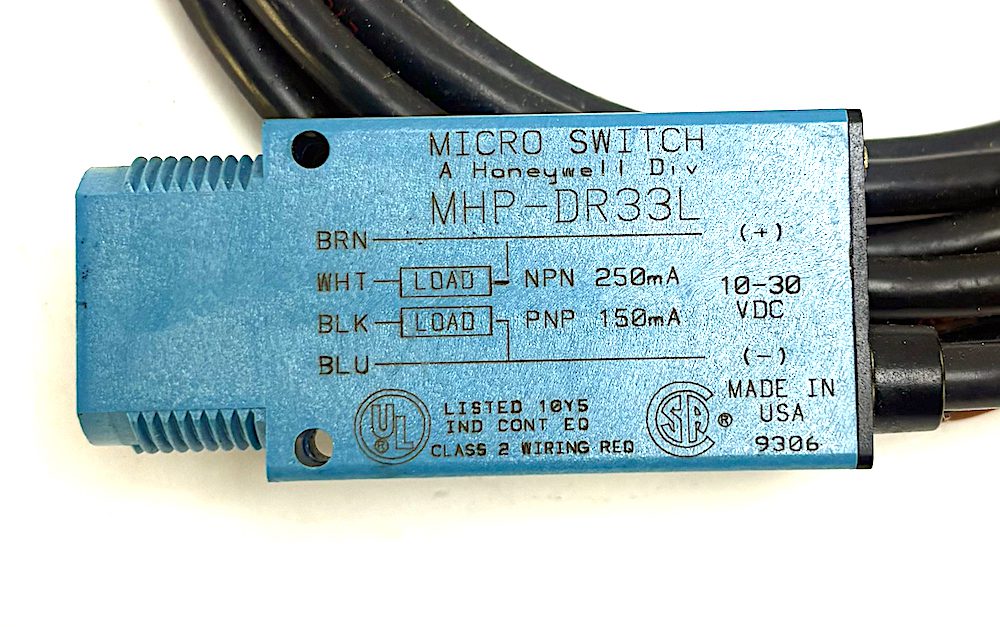 MICRO SWITCH
A Honeywell Div
MHP-DR33L
BRN (+)
WHT LOAD NPN 250mA
10-30
VDC
BLK LOAD PNP 150mA
BLU (-)
UL ®
LISTED 10Y5
IND CONT EQ
CLASS 2 WIRING REQ
SA ®
MADE IN
USA
9306